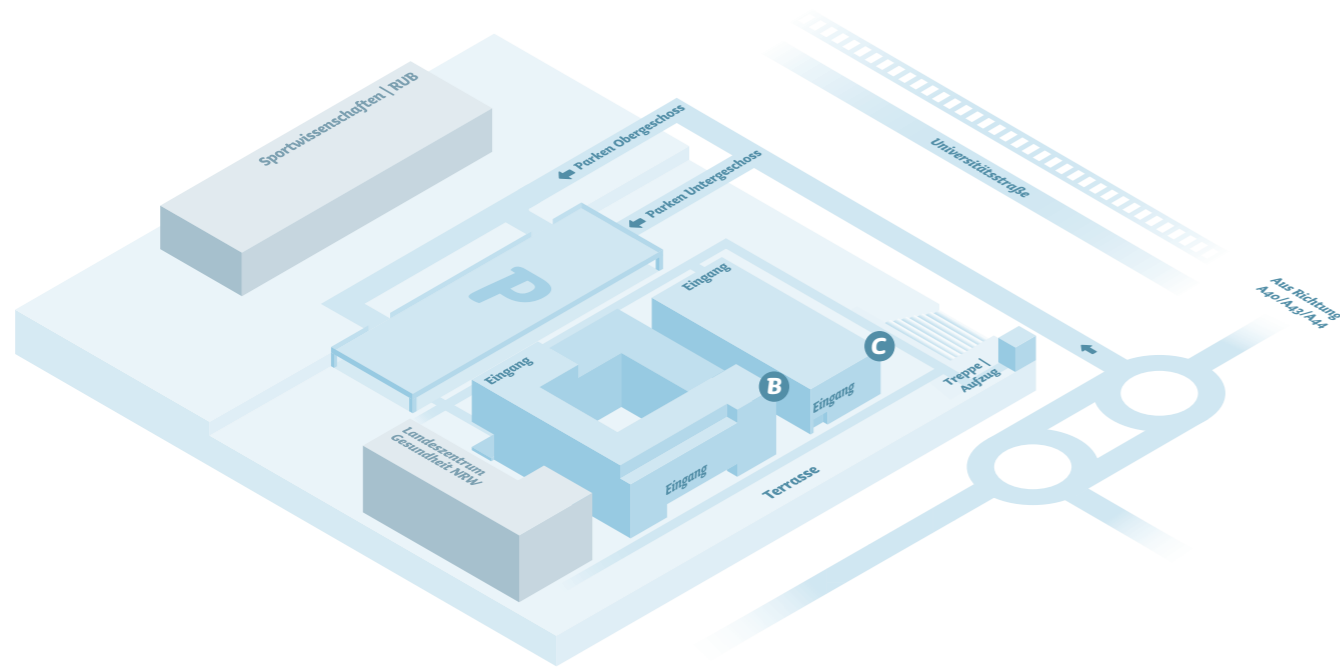 Sportwissenschaften | RUB
Parken Obergeschoss
Parken Untergeschoss
Universitätsstraße
Aus Richtung
A40/A43/A44
P
Eingang
Eingang
C
B
Treppe |
Aufzug
Eingang
Eingang
Terrasse
Landeszentrum
Gesundheit NRW